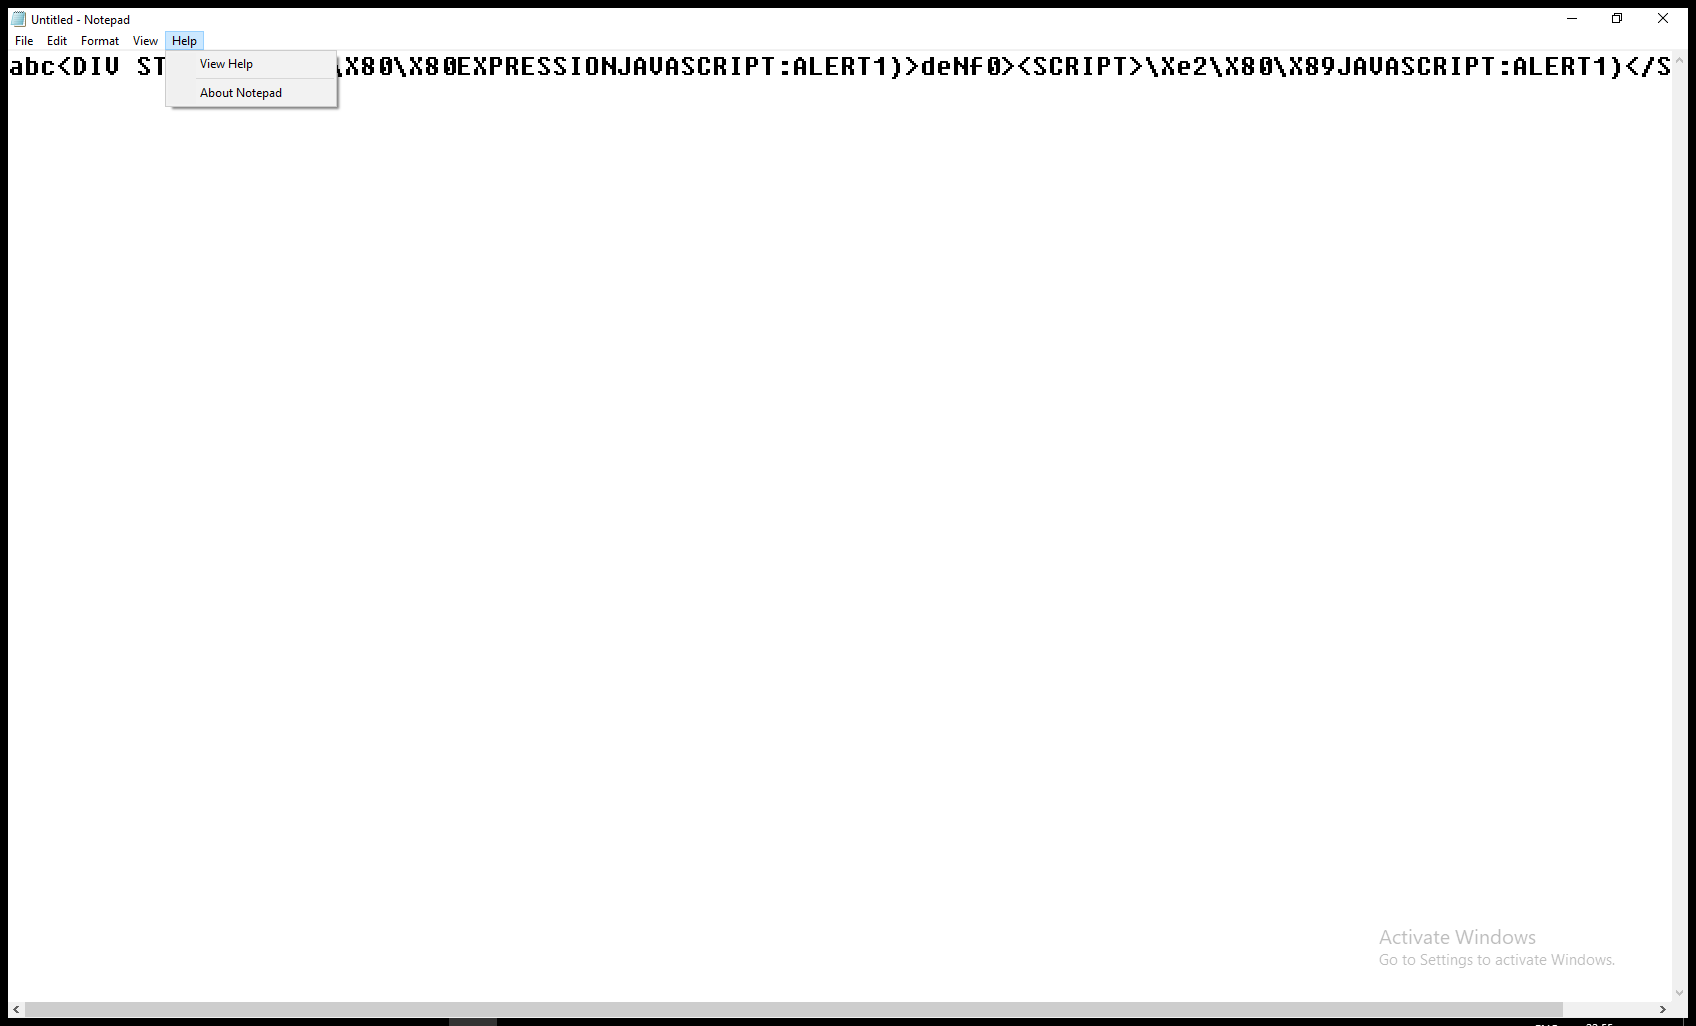 Untitled - Notepad
File Edit Format View Help
abc<DIV ST \X80\X80EXPRESSIONJAVASCRIPT:ALERT1)>deNf0><SCRIPT>\Xe2\X80\X89JAVASCRIPT:ALERT1)</S
View Help
About Notepad
Activate Windows
Go to Settings to activate Windows.